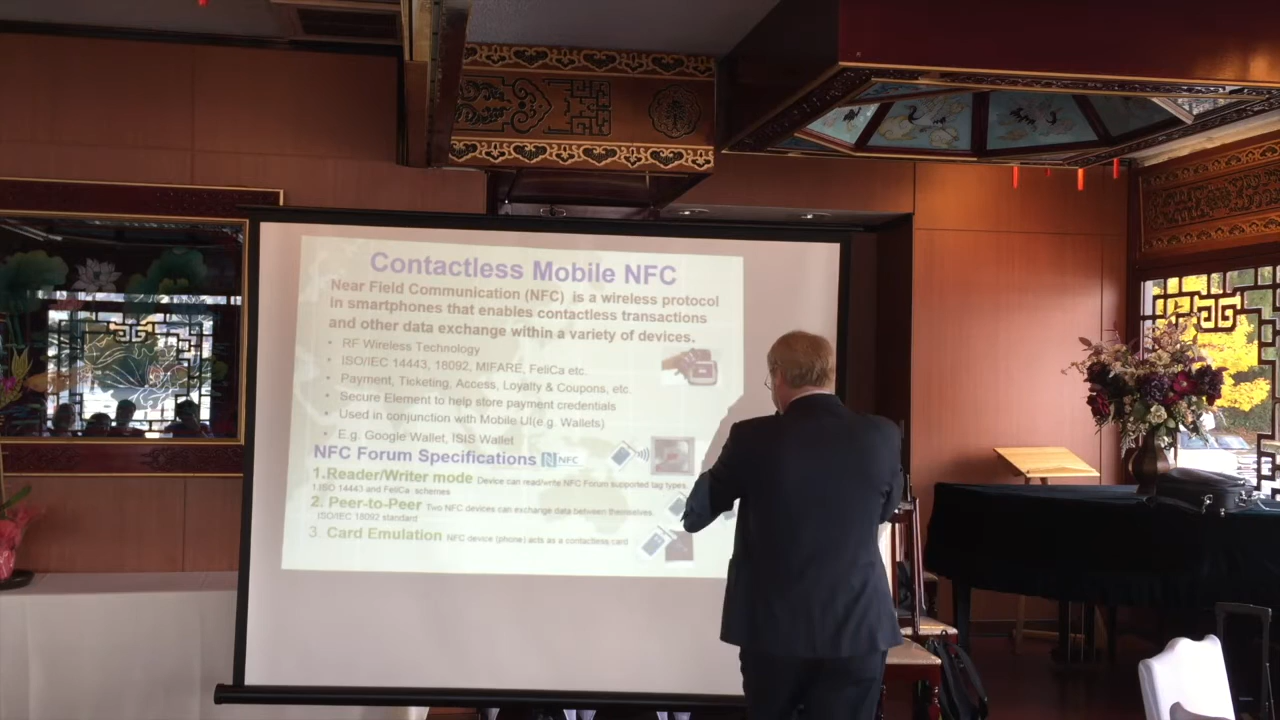 Contactless Mobile NFC
Near Field Communication (NFC) is a wireless protocol
in smartphones that enables contactless transactions
and other data exchange within a variety of devices.
• RF Wireless Technology
• ISO/IEC 14443, 18092, MIFARE, FeliCa etc.
• Payment, Ticketing, Access, Loyalty & Coupons, etc.
• Secure Element to help store payment credentials
• Used in conjunction with Mobile UI(e.g. Wallets)
• E.g. Google Wallet, ISIS Wallet
NFC Forum Specifications NFC
1.Reader/Writer mode Device can read/write NFC Forum supported tag types.
ISO 14443 and FeliCa schemes
2. Peer-to-Peer Two NFC devices can exchange data between themselves.
ISO/IEC 18092 standard
3 Card Emulation NFC device (phone) acts as a contactless card